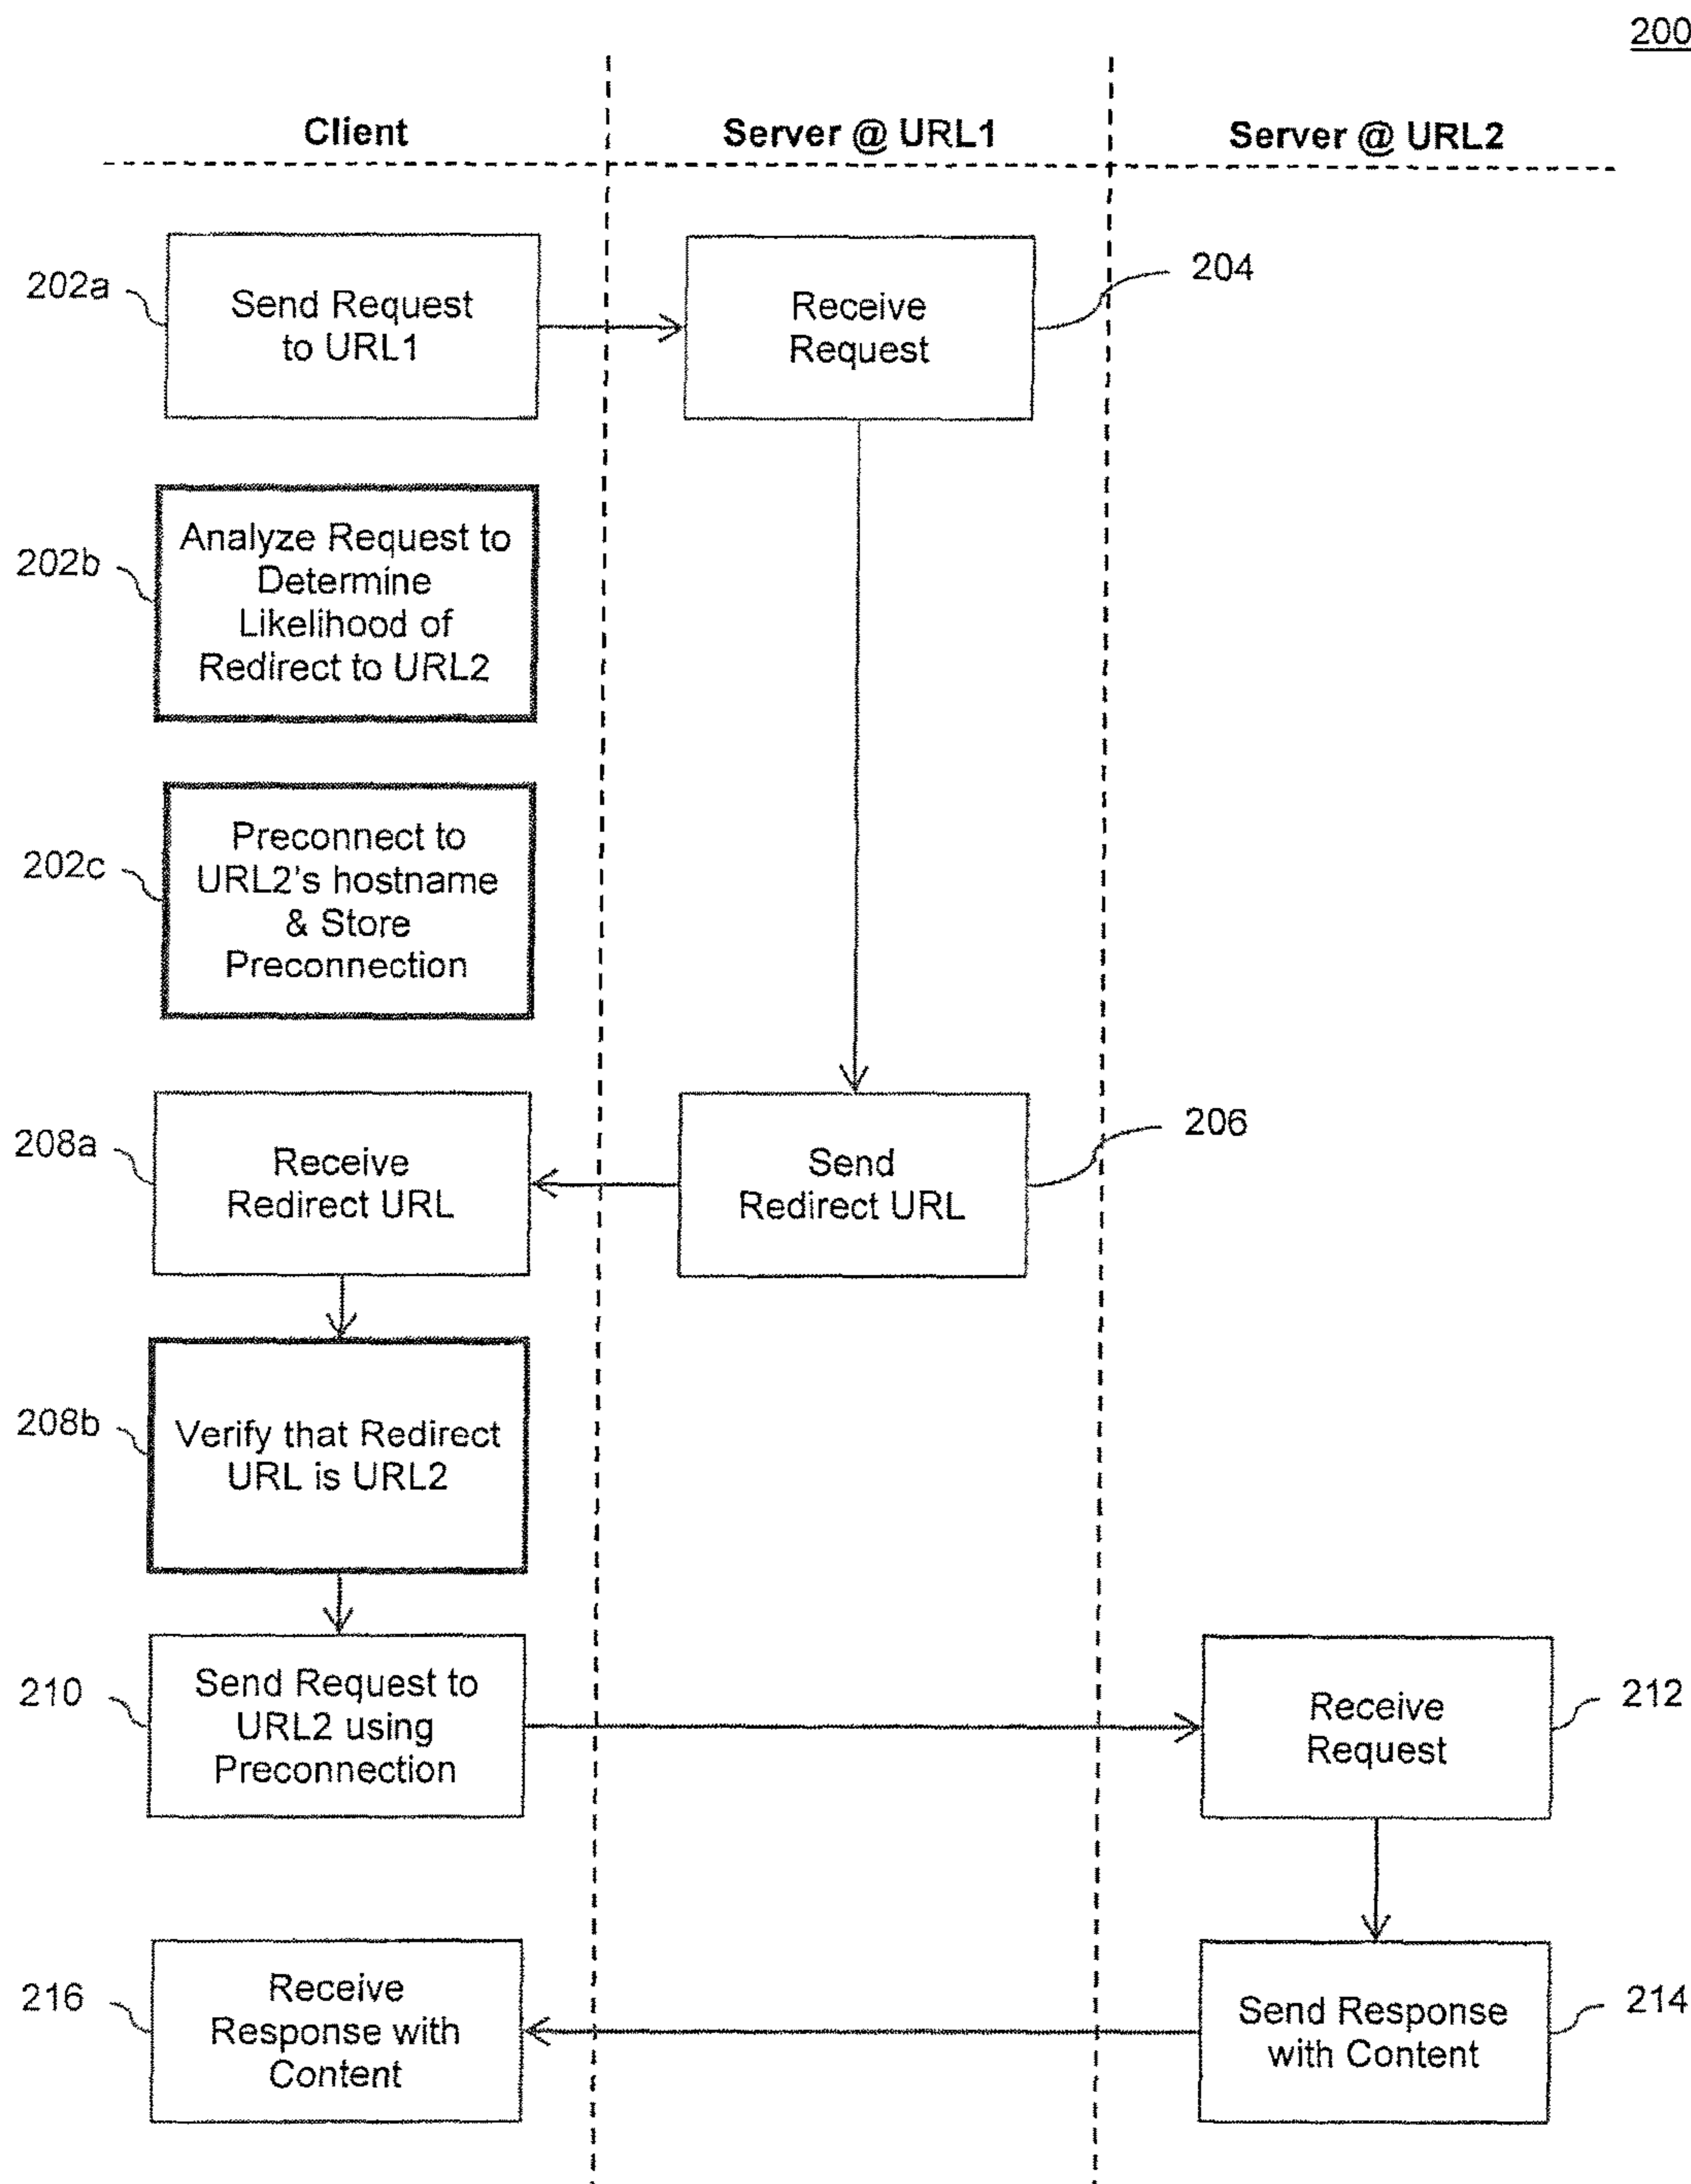 200
Client
Server @ URL1
Server @ URL2
202a
Send Request
to URL1
Receive
Request
204
202b
Analyze Request to
Determine
Likelihood of
Redirect to URL2
202c
Preconnect to
URL2's hostname
& Store
Preconnection
208a
Receive
Redirect URL
Send
Redirect URL
206
208b
Verify that Redirect
URL is URL2
210
Send Request to
URL2 using
Preconnection
Receive
Request
212
216
Receive
Response with
Content
Send Response
with Content
214